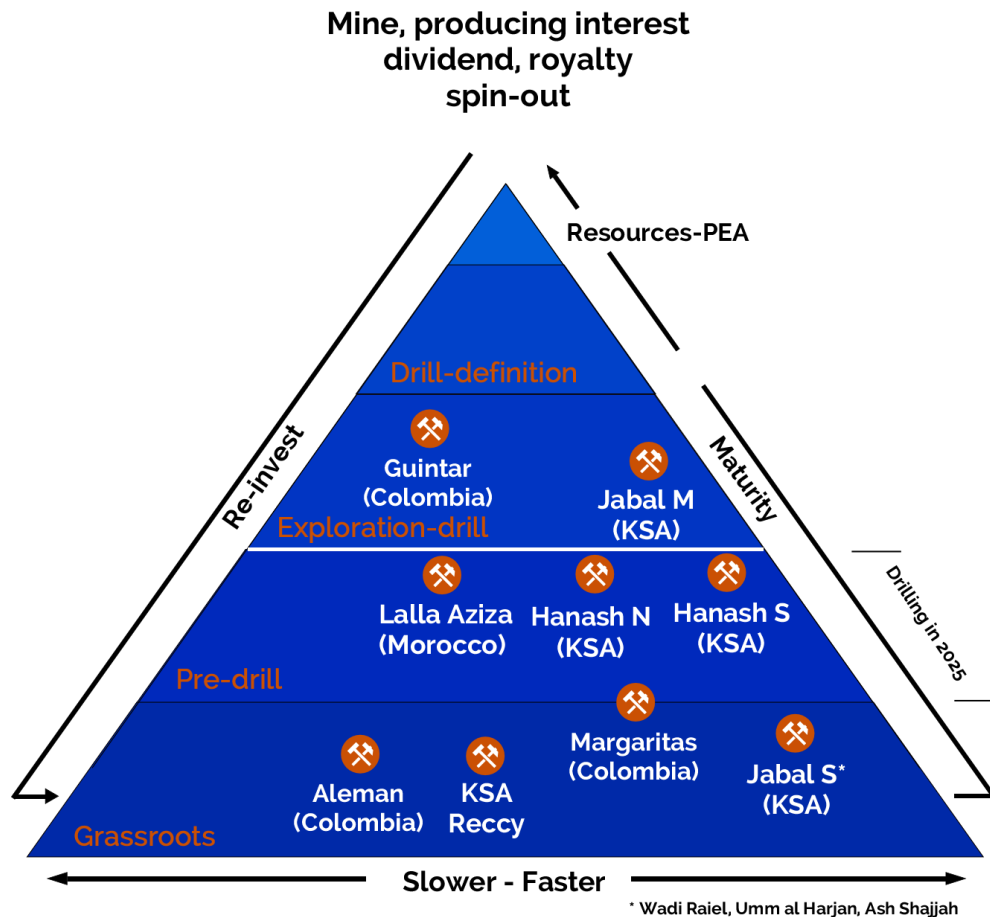 Mine, producing interest
dividend, royalty
spin-out
Resources-PEA
Re-invest
Maturity
Drill-definition
Guintar
(Colombia)
Jabal M
(KSA)
Exploration-drill
Lalla Aziza
(Morocco)
Hanash N
(KSA)
Hanash S
(KSA)
Drilling in 2025
Pre-drill
Margaritas
(Colombia)
Aleman
(Colombia)
KSA
Reccy
Jabal S*
(KSA)
Grassroots
Slower - Faster
* Wadi Raiel, Umm al Harjan, Ash Shajjah